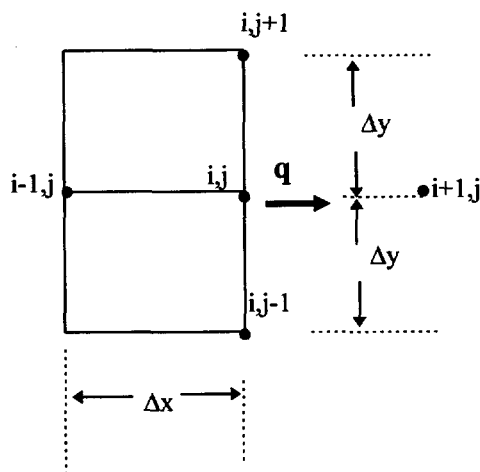 i,j+1
Δy
i-1,j i,j q i+1,j
Δy
i,j-1
Δx